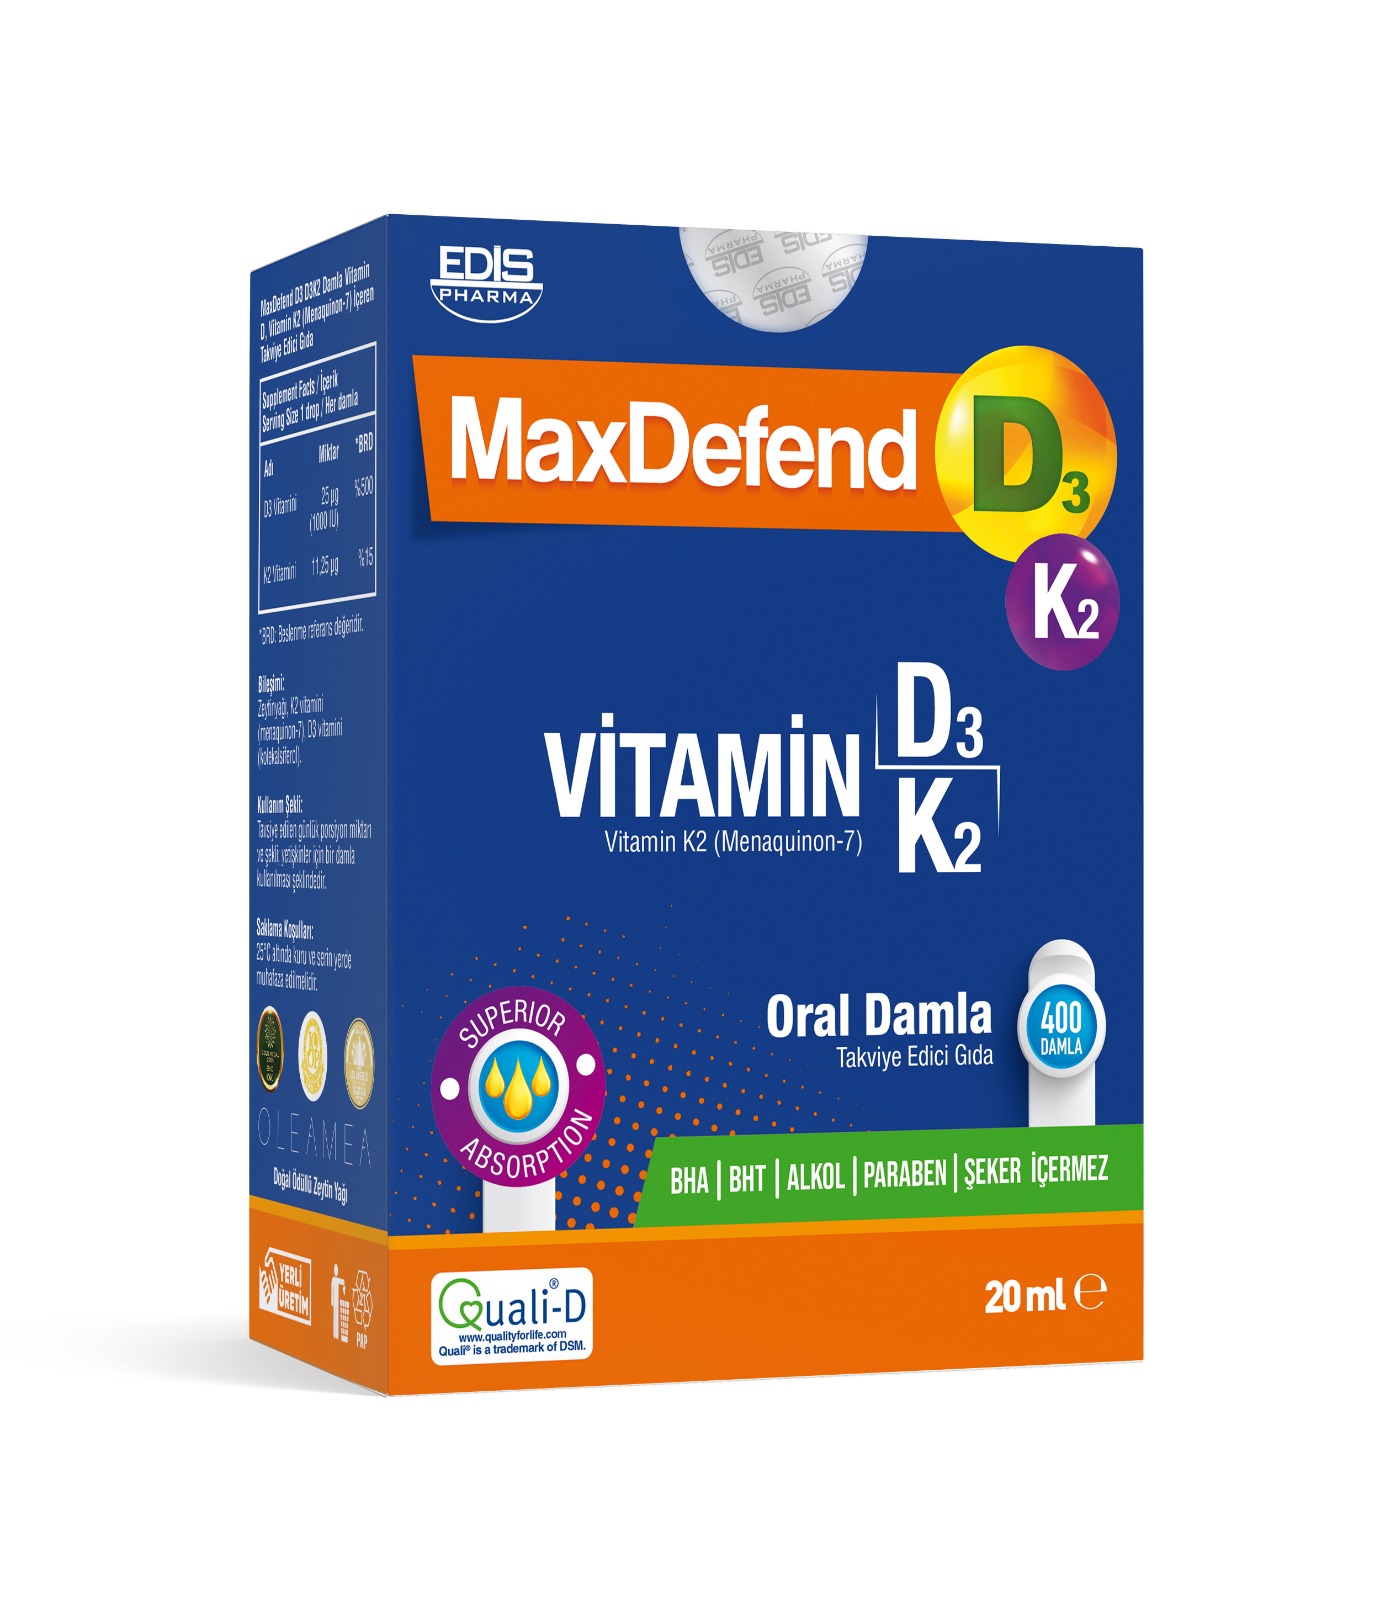 MaxDefend D3 D3K2 Damla Vitamin
D, Vitamin K2 (Menaquinon-7) İçeren
Takviye Edici Gıda
Supplement Facts / İçerik
Serving Size 1 drop / Her damla
Adı Miktar *BRD
D3 Vitamini 25 µg %500
(1000 IU)
K2 Vitamini 11,25 µg %15
*BRD: Beslenme referans değeridir.
Bileşimi:
Zeytinyağı, K2 vitamini
(menaquinon-7), D3 vitamini
(kolekalsiferol).
Kullanım Şekli:
Tavsiye edilen günlük porsiyon miktarı
ve şekli; yetişkinler için bir damla
kullanılması şeklindedir.
Saklama Koşulları:
25°C altında kuru ve serin yerde
muhafaza edilmelidir.
OLEAMEA
Doğal Ödüllü Zeytin Yağı
YERLİ
ÜRETİM
PAP
EDİS
PHARMA
EDİS
PHARMA
MaxDefend D3
K2
VİTAMİN D3
K2
Vitamin K2 (Menaquinon-7)
Oral Damla
Takviye Edici Gıda
400
DAMLA
SUPERIOR
ABSORPTION
BHA | BHT | ALKOL | PARABEN | ŞEKER İÇERMEZ
Quali®-D
www.qualityforlife.com
Quali® is a trademark of DSM.
20 ml ℮